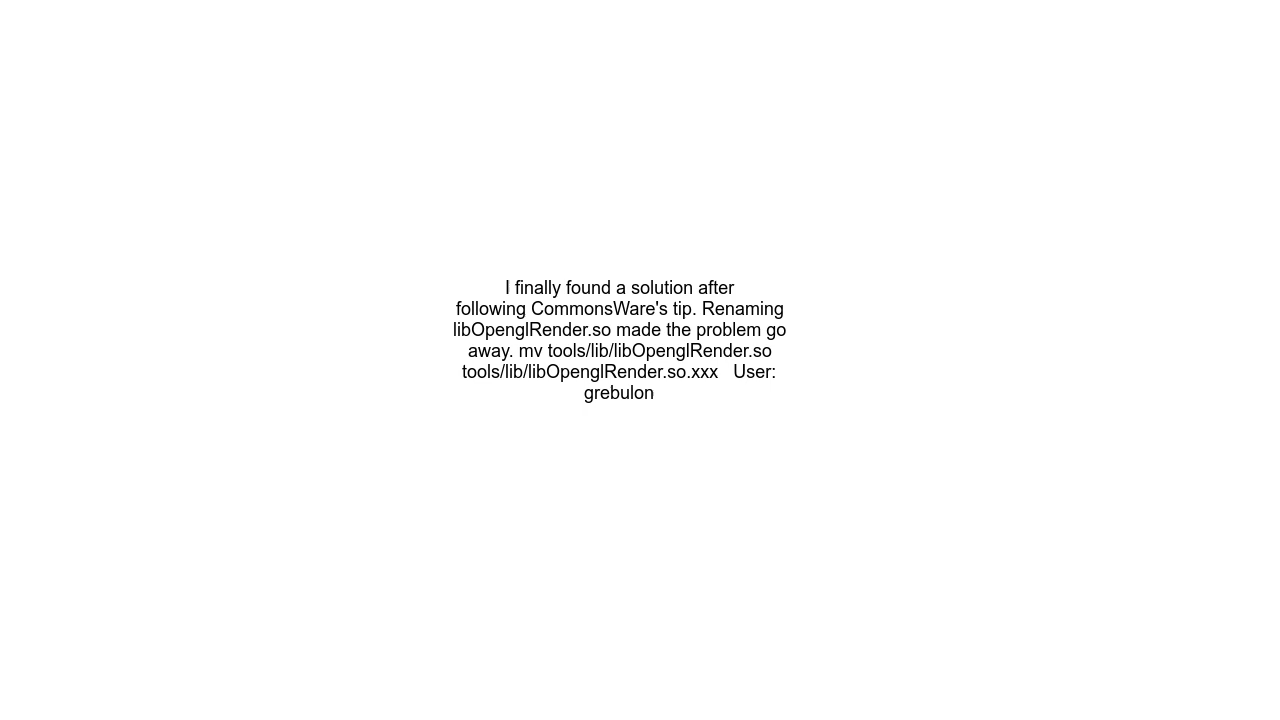 I finally found a solution after
following CommonsWare's tip. Renaming
libOpenglRender.so made the problem go
away. mv tools/lib/libOpenglRender.so
tools/lib/libOpenglRender.so.xxx   User:
grebulon